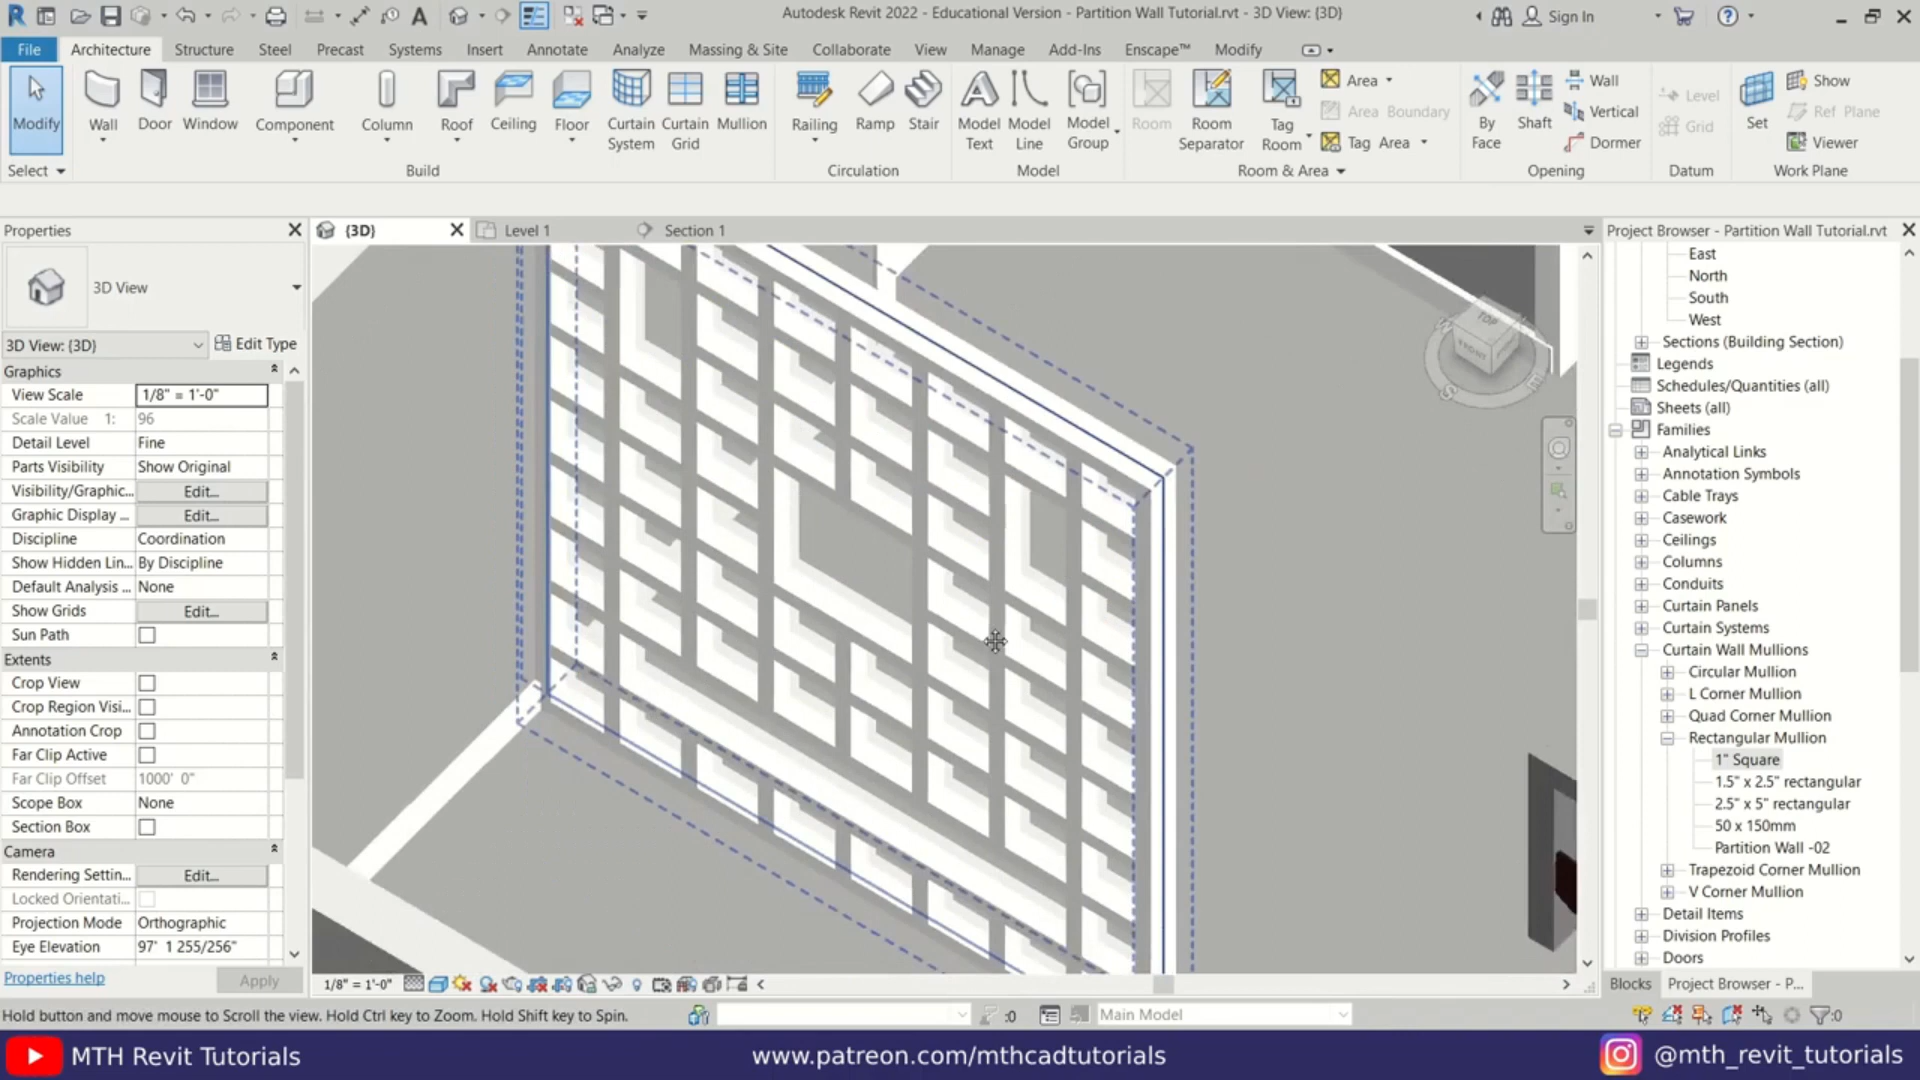 Autodesk Revit 2022 - Educational Version - Partition Wall Tutorial.rvt - 3D View: {3D}
Sign In
File Architecture Structure Steel Precast Systems Insert Annotate Analyze Massing & Site Collaborate View Manage Add-Ins Enscape™ Modify
Modify Wall Door Window Component Column Roof Ceiling Floor Curtain System Curtain Grid Mullion Railing Ramp Stair Model Text Model Line Model Group Room Room Separator Tag Room By Face Shaft Set
Area Wall Level Show
Area Boundary Vertical Grid Ref Plane
Tag Area Dormer Viewer
Select Build Circulation Model Room & Area Opening Datum Work Plane
Properties
3D View
3D View: {3D} Edit Type
Graphics
View Scale 1/8" = 1'-0"
Scale Value 1: 96
Detail Level Fine
Parts Visibility Show Original
Visibility/Graphic... Edit...
Graphic Display ... Edit...
Discipline Coordination
Show Hidden Lin... By Discipline
Default Analysis ... None
Show Grids Edit...
Sun Path
Extents
Crop View
Crop Region Visi...
Annotation Crop
Far Clip Active
Far Clip Offset 1000' 0"
Scope Box None
Section Box
Camera
Rendering Settin... Edit...
Locked Orientati...
Projection Mode Orthographic
Eye Elevation 97' 1 255/256"
Properties help Apply
{3D} Level 1 Section 1
TOP
FRONT
1/8" = 1'-0"
Project Browser - Partition Wall Tutorial.rvt
East
North
South
West
Sections (Building Section)
Legends
Schedules/Quantities (all)
Sheets (all)
Families
Analytical Links
Annotation Symbols
Cable Trays
Casework
Ceilings
Columns
Conduits
Curtain Panels
Curtain Systems
Curtain Wall Mullions
Circular Mullion
L Corner Mullion
Quad Corner Mullion
Rectangular Mullion
1" Square
1.5" x 2.5" rectangular
2.5" x 5" rectangular
50 x 150mm
Partition Wall -02
Trapezoid Corner Mullion
V Corner Mullion
Detail Items
Division Profiles
Doors
Blocks Project Browser - P...
Hold button and move mouse to Scroll the view. Hold Ctrl key to Zoom. Hold Shift key to Spin.
:0 Main Model :0
MTH Revit Tutorials
www.patreon.com/mthcadtutorials
@mth_revit_tutorials